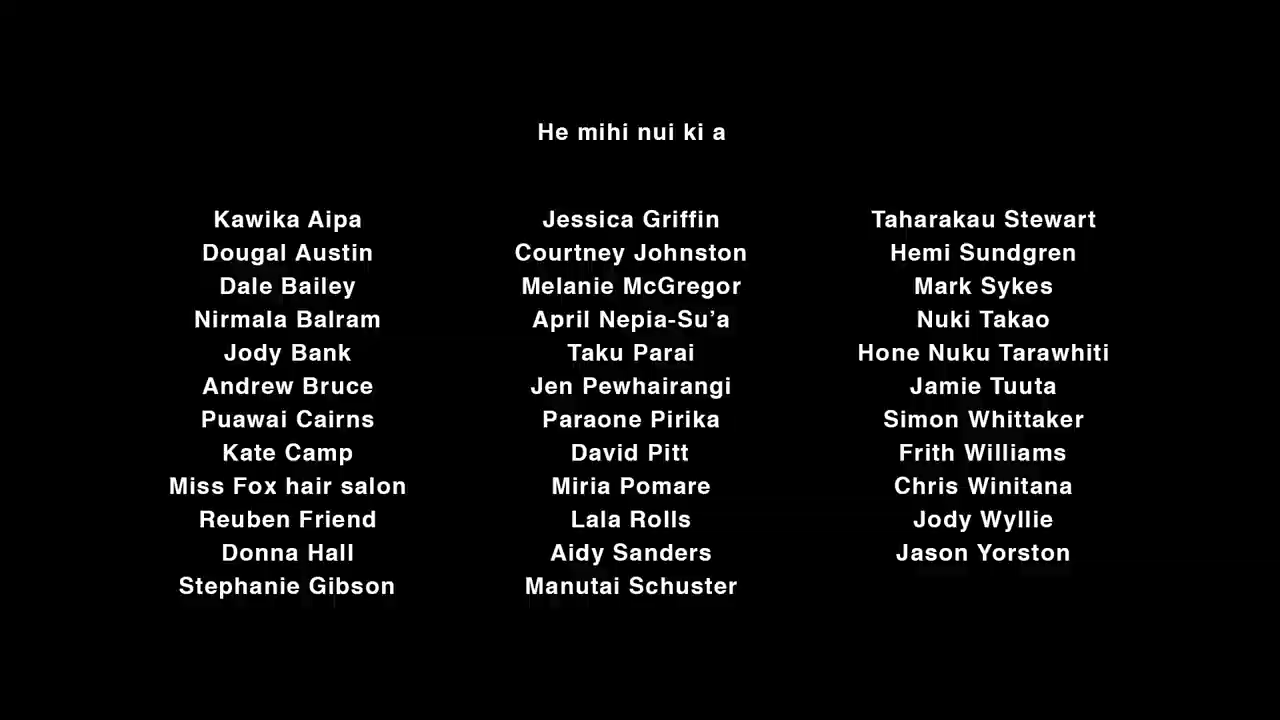 He mihi nui ki a
Kawika Aipa
Dougal Austin
Dale Bailey
Nirmala Balram
Jody Bank
Andrew Bruce
Puawai Cairns
Kate Camp
Miss Fox hair salon
Reuben Friend
Donna Hall
Stephanie Gibson
Jessica Griffin
Courtney Johnston
Melanie McGregor
April Nepia-Su’a
Taku Parai
Jen Pewhairangi
Paraone Pirika
David Pitt
Miria Pomare
Lala Rolls
Aidy Sanders
Manutai Schuster
Taharakau Stewart
Hemi Sundgren
Mark Sykes
Nuki Takao
Hone Nuku Tarawhiti
Jamie Tuuta
Simon Whittaker
Frith Williams
Chris Winitana
Jody Wyllie
Jason Yorston